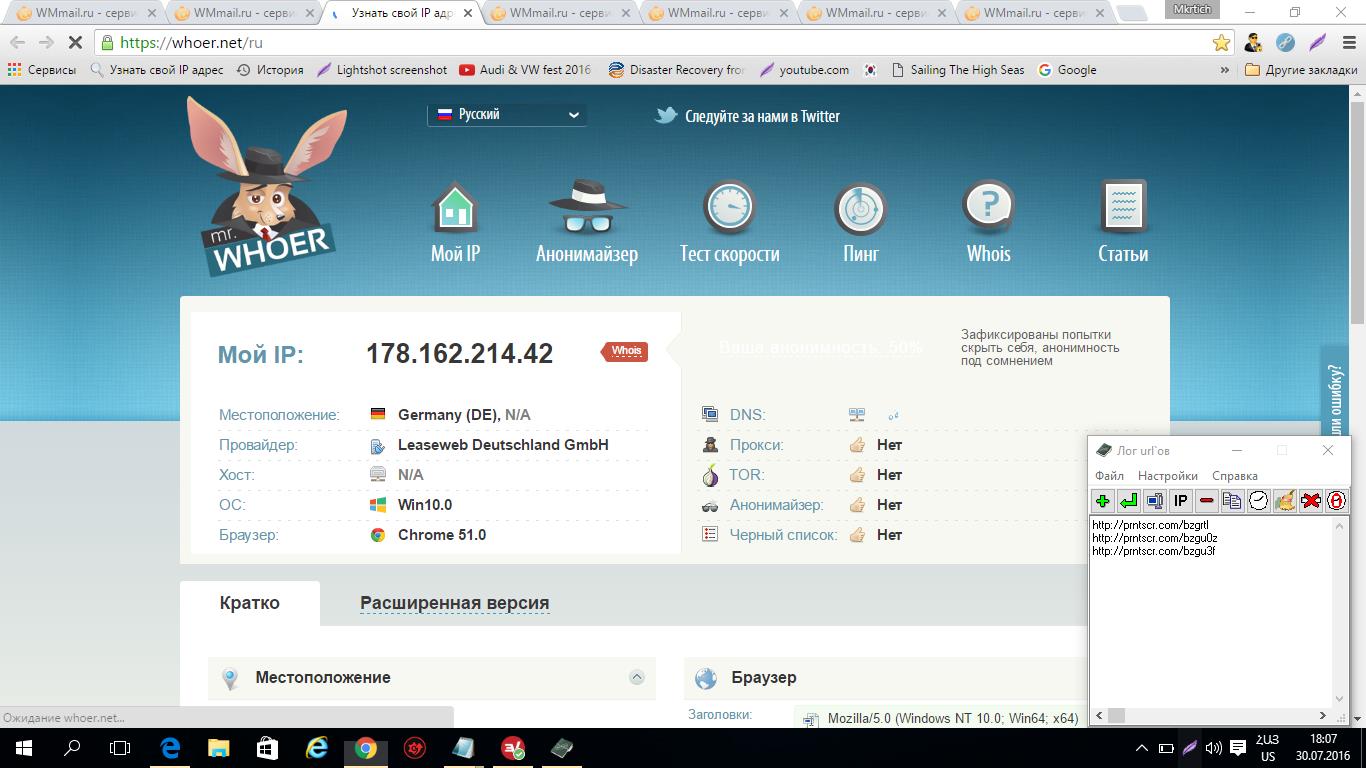 WMmail.ru - серви
WMmail.ru - серви
Узнать свой IP адр
WMmail.ru - серви
WMmail.ru - серви
WMmail.ru - серви
WMmail.ru - серви
Mkrtich
https://whoer.net/ru
Сервисы
Узнать свой IP адрес
История
Lightshot screenshot
Audi & VW fest 2016
Disaster Recovery fror
youtube.com
Sailing The High Seas
Google
»
Другие закладки
Русский
Следуйте за нами в Twitter
mr. WHOER
Мой IP
Анонимайзер
Тест скорости
Пинг
Whois
Статьи
Мой IP:
178.162.214.42
Whois
Ваша анонимность: 50%
Зафиксированы попытки
скрыть себя, анонимность
под сомнением
Местоположение:
Germany (DE), N/A
Провайдер:
Leaseweb Deutschland GmbH
Хост:
N/A
ОС:
Win10.0
Браузер:
Chrome 51.0
DNS:
Прокси:
Нет
TOR:
Нет
Анонимайзер:
Нет
Черный список:
Нет
ли ошибку?
Лог url`ов
Файл
Настройки
Справка
IP
http://prntscr.com/bzgrtl
http://prntscr.com/bzgu0z
http://prntscr.com/bzgu3f
Кратко
Расширенная версия
Местоположение
Браузер
Заголовки:
Mozilla/5.0 (Windows NT 10.0; Win64; x64)
Ожидание whoer.net...
ՀԱՅ
US
18:07
30.07.2016